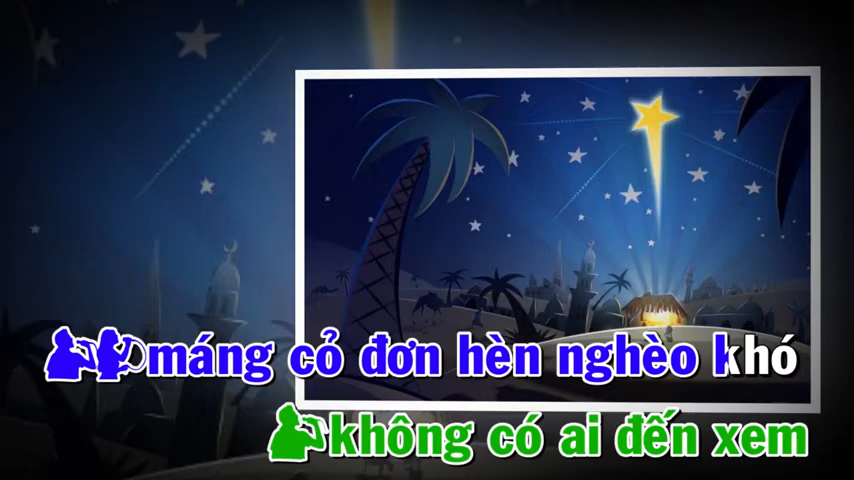 máng cỏ đơn hèn nghèo khó
không có ai đến xem